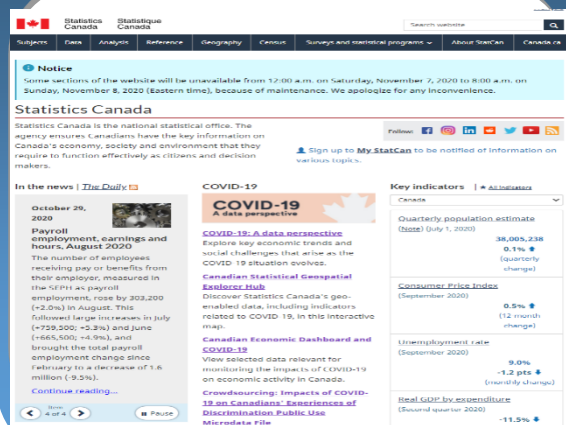 Statistics Canada
Statistique Canada
Search website
Subjects Data Analysis Reference Geography Census Surveys and statistical programs About StatCan Canada.ca
Notice
Some sections of the website will be unavailable from 12:00 a.m. on Saturday, November 7, 2020 to 8:00 a.m. on
Sunday, November 8, 2020 (Eastern time), because of maintenance. We apologize for any inconvenience.
Statistics Canada
Statistics Canada is the national statistical office. The
agency ensures Canadians have the key information on
Canada's economy, society and environment that they
require to function effectively as citizens and decision
makers.
Follow:
Sign up to My StatCan to be notified of information on
various topics.
In the news | The Daily
October 29,
2020
Payroll
employment, earnings and
hours, August 2020
The number of employees
receiving pay or benefits from
their employer, measured in
the SEPH as payroll
employment, rose by 303,200
(+2.0%) in August. This
followed large increases in July
(+759,500; +5.3%) and June
(+665,500; +4.9%), and
brought the total payroll
employment change since
February to a decrease of 1.6
million (-9.5%).
Continue reading...
Item
4 of 4
Pause
COVID-19
COVID-19
A data perspective
COVID-19: A data perspective
Explore key economic trends and
social challenges that arise as the
COVID-19 situation evolves.
Canadian Statistical Geospatial
Explorer Hub
Discover Statistics Canada's geo-
enabled data, including indicators
related to COVID-19, in this interactive
map.
Canadian Economic Dashboard and
COVID-19
View selected data relevant for
monitoring the impacts of COVID-19
on economic activity in Canada.
Crowdsourcing: Impacts of COVID-
19 on Canadians' Experiences of
Discrimination Public Use
Microdata File
Key indicators | All indicators
Canada
Quarterly population estimate
(Note) (July 1, 2020)
38,005,238
0.1%
(quarterly
change)
Consumer Price Index
(September 2020)
0.5%
(12-month
change)
Unemployment rate
(September 2020)
9.0%
-1.2 pts
(monthly change)
Real GDP by expenditure
(Second quarter 2020)
-11.5%